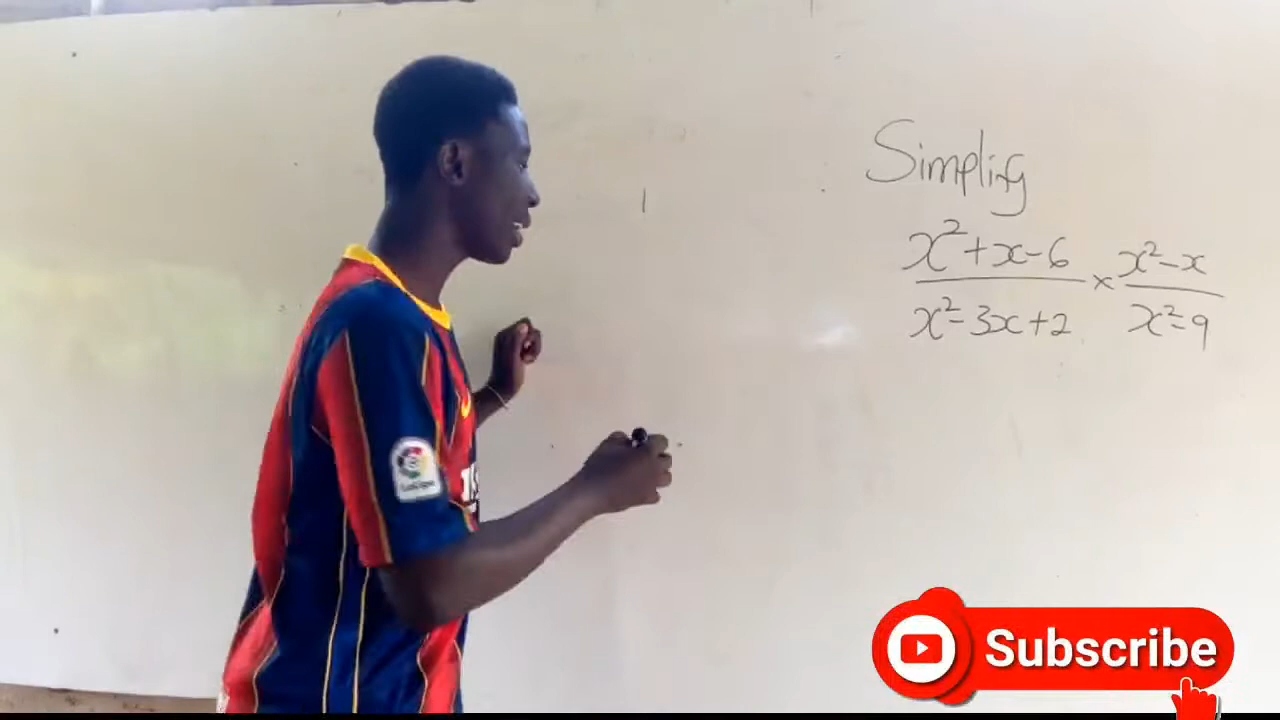 Simplify
x²+x-6 / x²-3x+2 × x²-x / x²-9
Subscribe